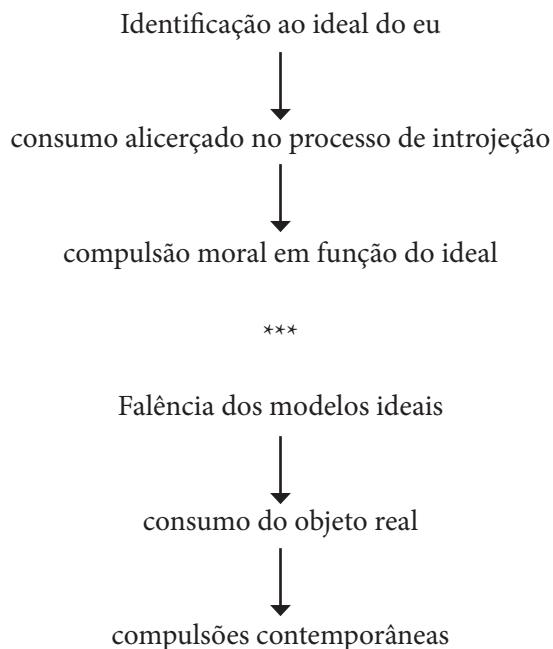 Identificação ao ideal do eu
consumo alicerçado no processo de introjeção
compulsão moral em função do ideal
***
Falência dos modelos ideais
consumo do objeto real
compulsões contemporâneas